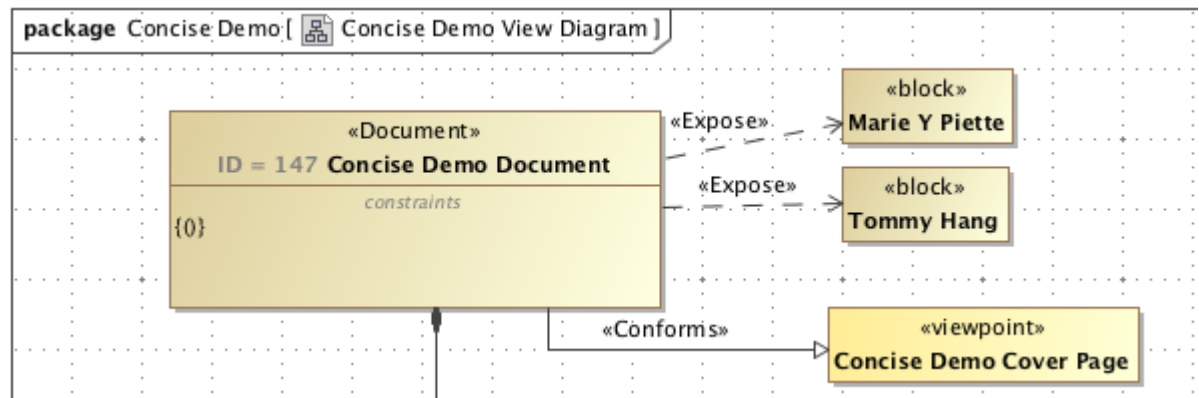 package Concise Demo [ Concise Demo View Diagram ]
«block»
Marie Y Piette
«Expose»
«Document»
ID = 147 Concise Demo Document
«Expose»
«block»
Tommy Hang
constraints
{()}
«Conforms»
«viewpoint»
Concise Demo Cover Page